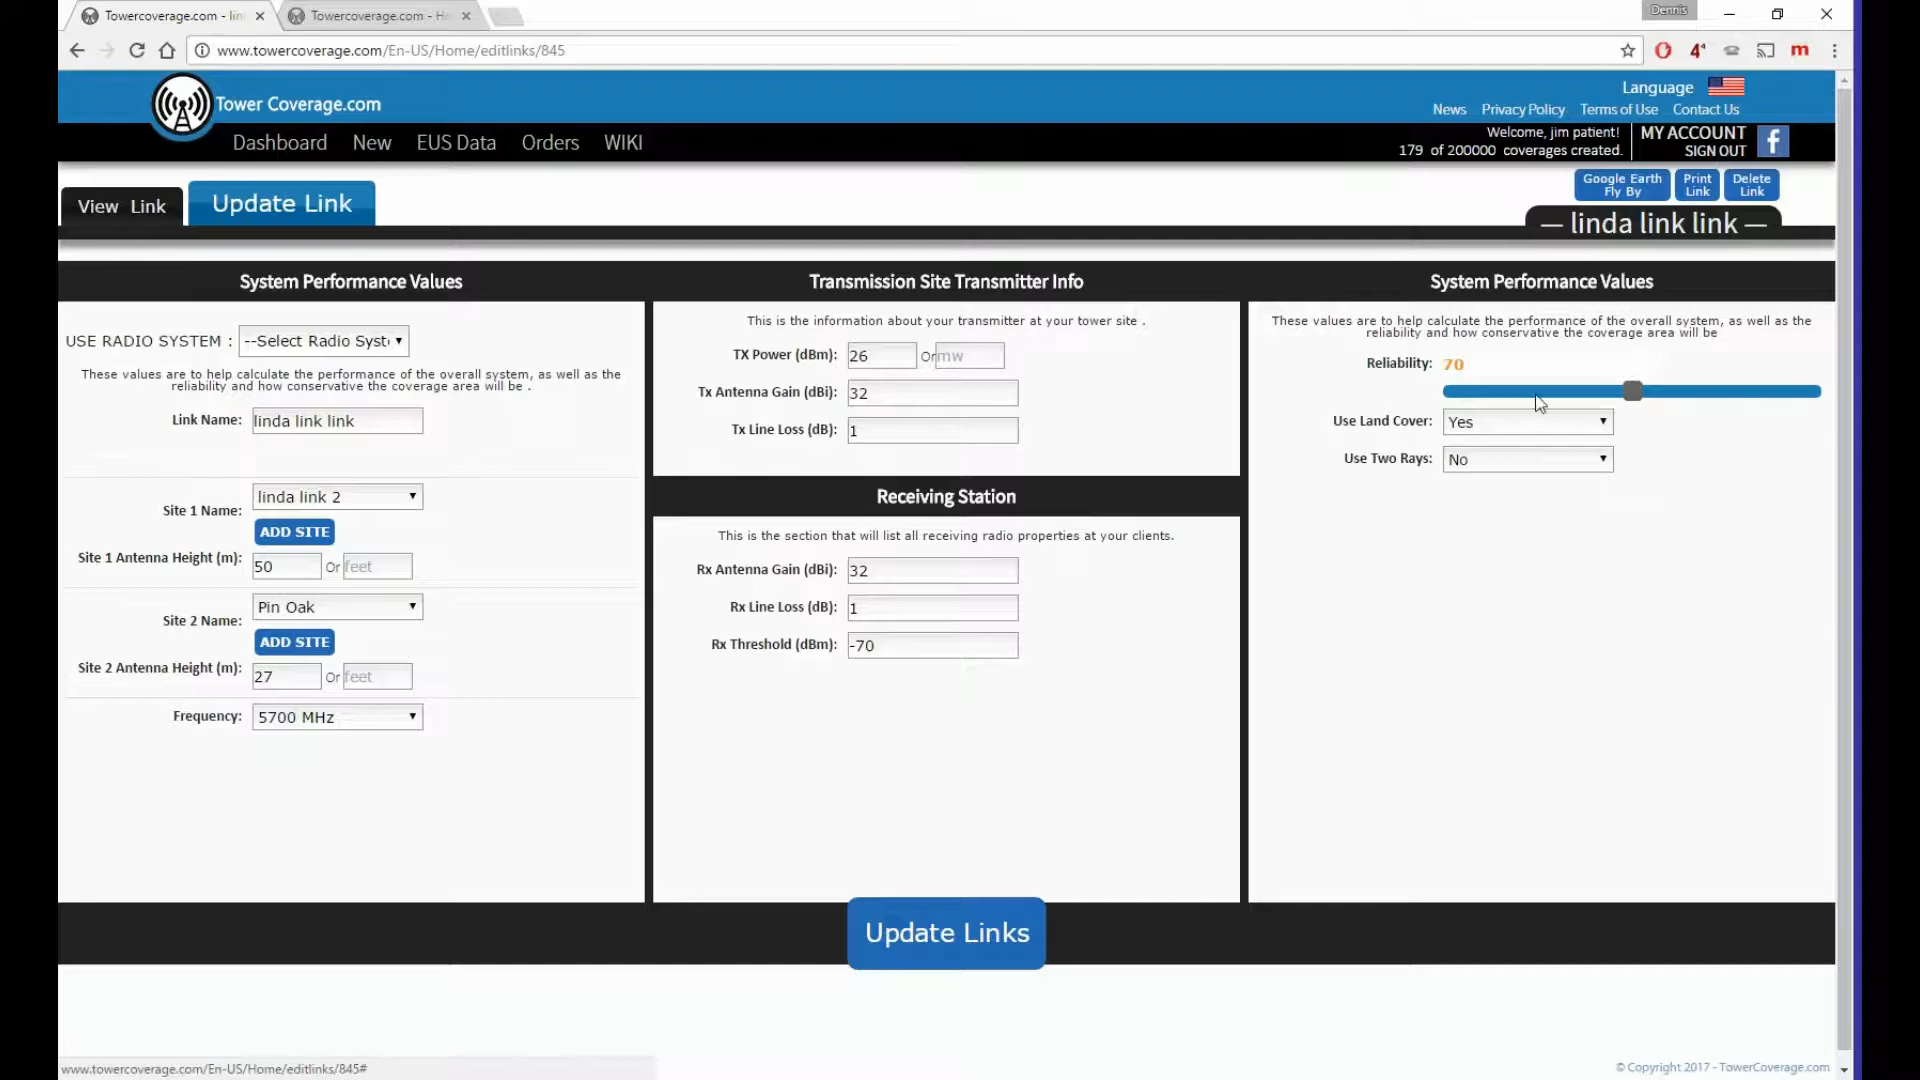 Towercoverage.com - lin
Towercoverage.com - H
Dennis
www.towercoverage.com/En-US/Home/editlinks/845
4
m
Tower Coverage.com
Language
News Privacy Policy Terms of Use Contact Us
Dashboard New EUS Data Orders WIKI
Welcome, jim patient!
179 of 200000 coverages created.
MY ACCOUNT
SIGN OUT
f
View Link
Update Link
Google Earth
Fly By
Print
Link
Delete
Link
— linda link link —
System Performance Values
USE RADIO SYSTEM : --Select Radio Syst
These values are to help calculate the performance of the overall system, as well as the
reliability and how conservative the coverage area will be .
Link Name: linda link link
Site 1 Name: linda link 2
ADD SITE
Site 1 Antenna Height (m): 50 Or feet
Site 2 Name: Pin Oak
ADD SITE
Site 2 Antenna Height (m): 27 Or feet
Frequency: 5700 MHz
Transmission Site Transmitter Info
This is the information about your transmitter at your tower site .
TX Power (dBm): 26 Or mw
Tx Antenna Gain (dBi): 32
Tx Line Loss (dB): 1
Receiving Station
This is the section that will list all receiving radio properties at your clients.
Rx Antenna Gain (dBi): 32
Rx Line Loss (dB): 1
Rx Threshold (dBm): -70
System Performance Values
These values are to help calculate the performance of the overall system, as well as the
reliability and how conservative the coverage area will be
Reliability: 70
Use Land Cover: Yes
Use Two Rays: No
Update Links
www.towercoverage.com/En-US/Home/editlinks/845#
© Copyright 2017 - TowerCoverage.com